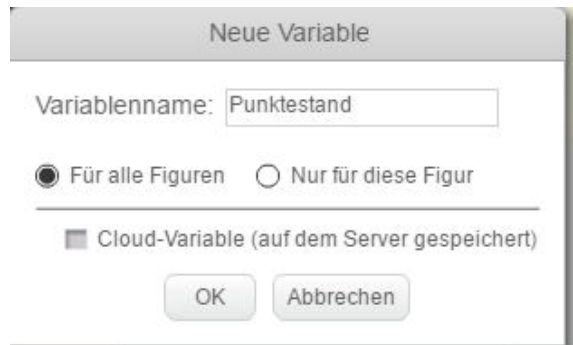 Neue Variable
Variablenname: Punktestand
Für alle Figuren Nur für diese Figur
Cloud-Variable (auf dem Server gespeichert)
OK Abbrechen